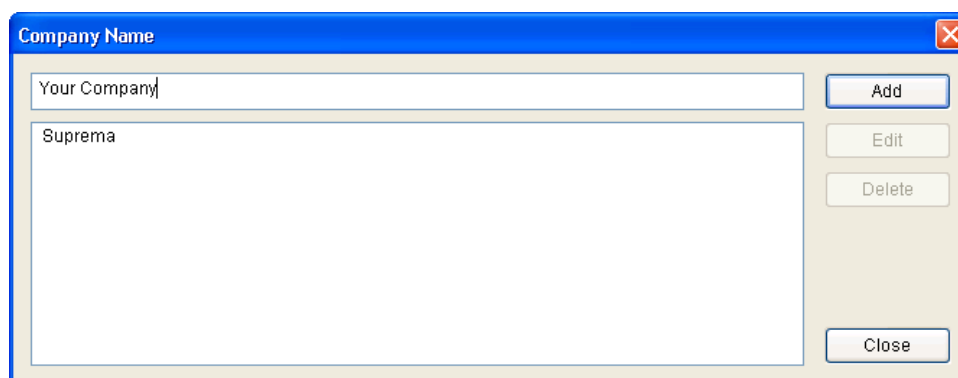 Company Name
Your Company
Add
Suprema
Edit
Delete
Close